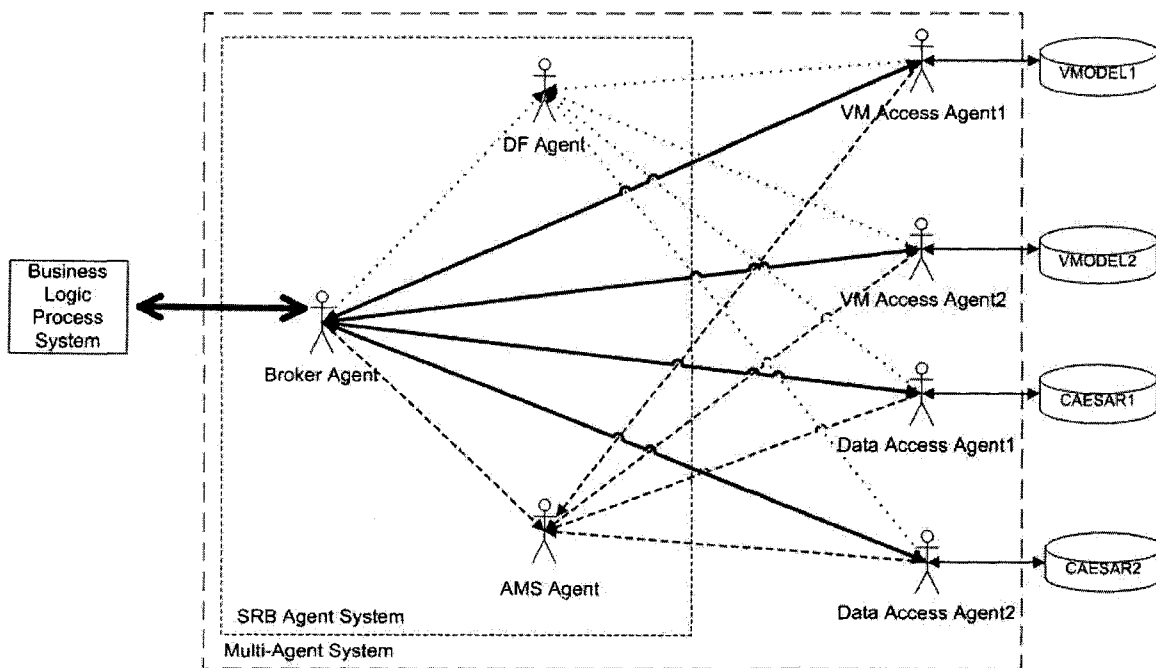 VMODEL1
VM Access Agent1
DF Agent
VMODEL2
VM Access Agent2
Business
Logic
Process
System
Broker Agent
CAESAR1
Data Access Agent1
AMS Agent
CAESAR2
Data Access Agent2
SRB Agent System
Multi-Agent System